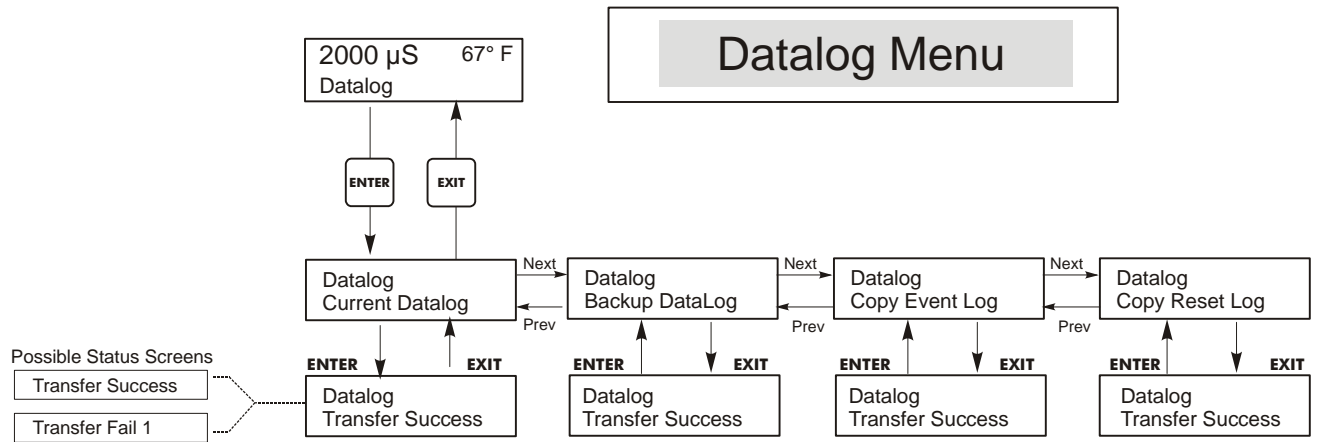 Datalog Menu
2000 µS 67° F
Datalog
ENTER
EXIT
Datalog
Current Datalog
Next
Prev
Datalog
Backup DataLog
Next
Prev
Datalog
Copy Event Log
Next
Prev
Datalog
Copy Reset Log
Possible Status Screens
Transfer Success
Transfer Fail 1
ENTER EXIT
Datalog
Transfer Success
ENTER EXIT
Datalog
Transfer Success
ENTER EXIT
Datalog
Transfer Success
ENTER EXIT
Datalog
Transfer Success